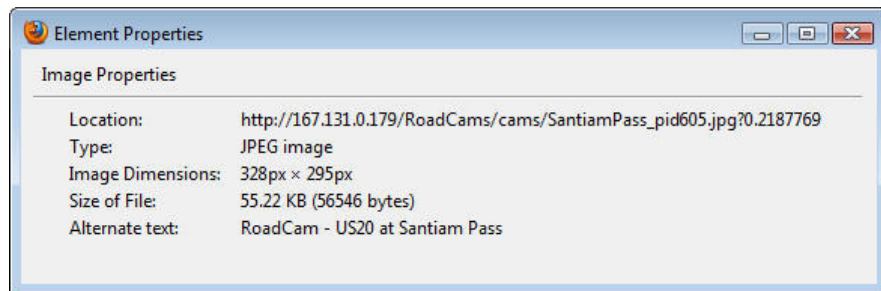 Element Properties
Image Properties
Location: http://167.131.0.179/RoadCams/cams/SantiamPass_pid605.jpg?0.2187769
Type: JPEG image
Image Dimensions: 328px × 295px
Size of File: 55.22 KB (56546 bytes)
Alternate text: RoadCam - US20 at Santiam Pass